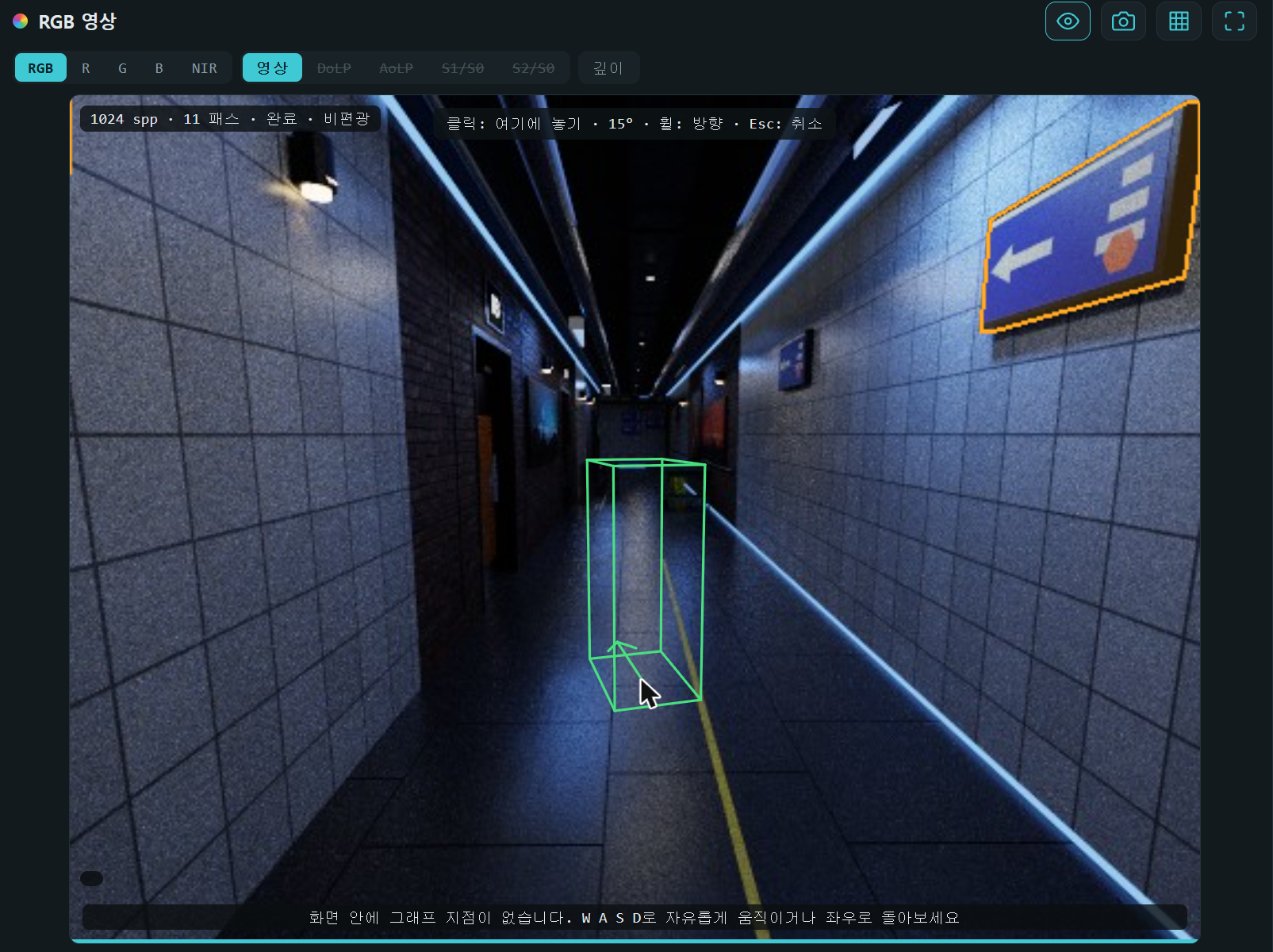 RGB 영상
RGB R G B NIR 영상 DoLP AoLP S1/S0 S2/S0 깊이
1024 spp · 11 패스 · 완료 · 비편광
클릭: 여기에 놓기 · 15° · 휠: 방향 · Esc: 취소
화면 안에 그래프 지점이 없습니다. W A S D로 자유롭게 움직이거나 좌우로 돌아보세요